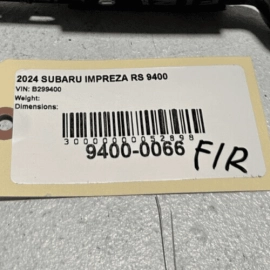 2024 SUBARU IMPREZA RS 9400
VIN: B299400
Weight:
Dimensions:
3000000052898
9400-0066
F/R